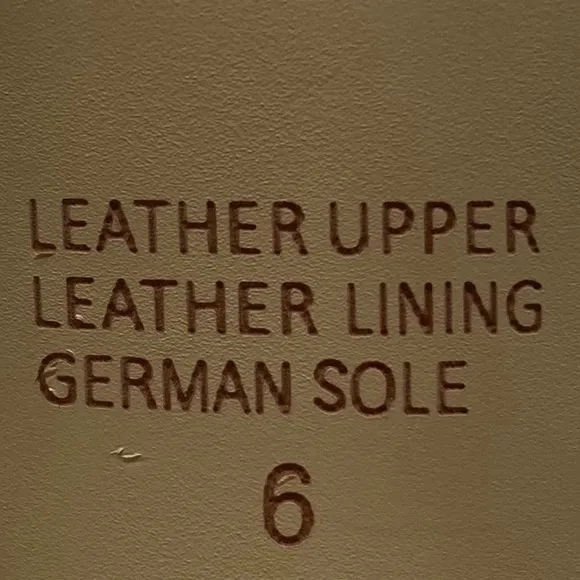 LEATHER UPPER
LEATHER LINING
GERMAN SOLE
6